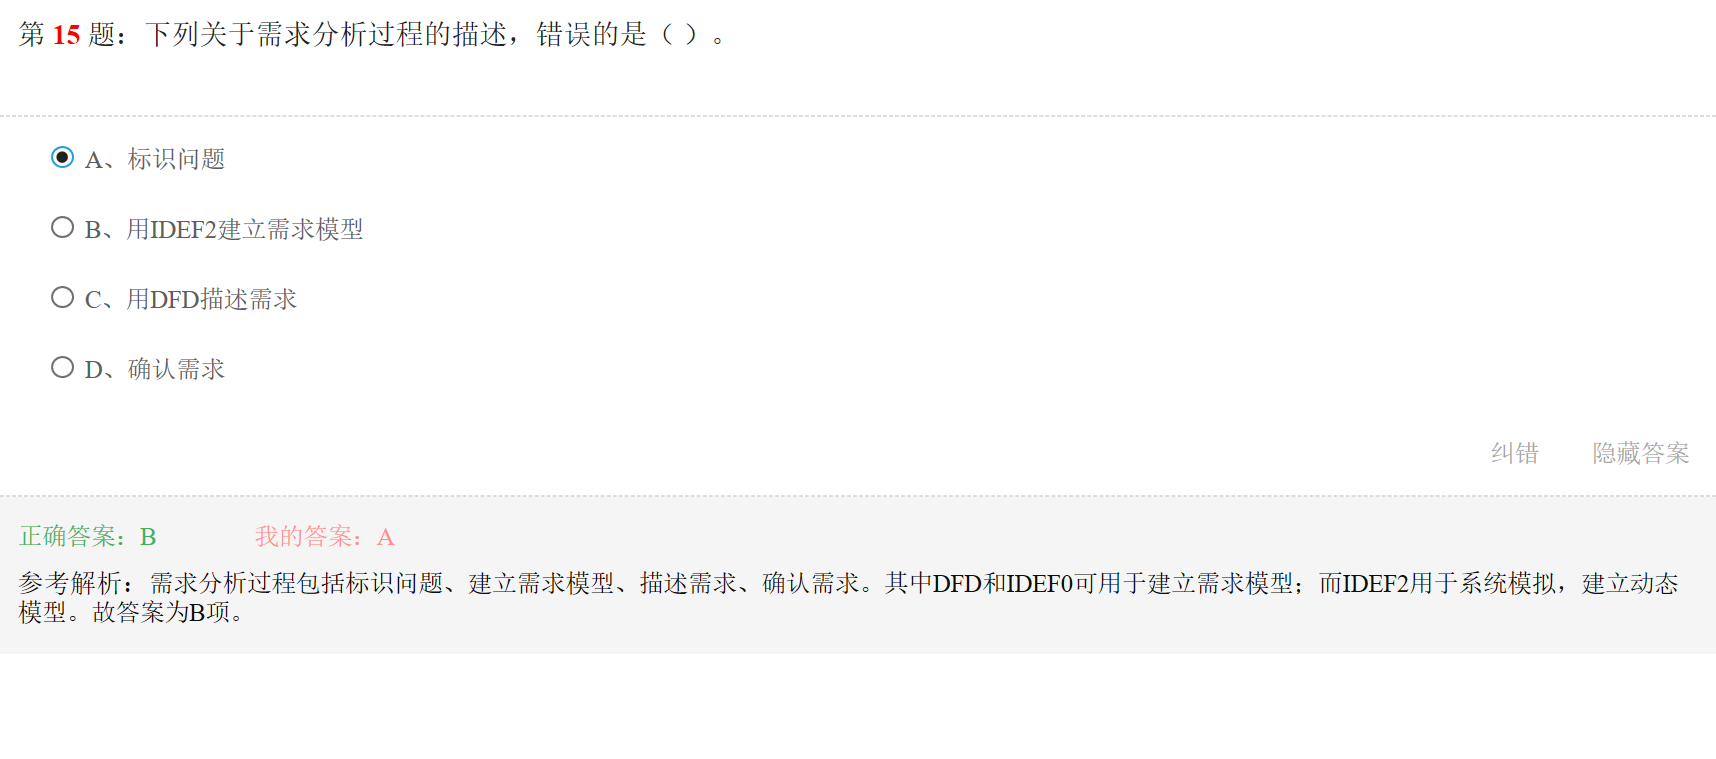 第 15 题：下列关于需求分析过程的描述，错误的是（ ）。
A、标识问题
B、用IDEF2建立需求模型
C、用DFD描述需求
D、确认需求
纠错 隐藏答案
正确答案：B 我的答案：A
参考解析：需求分析过程包括标识问题、建立需求模型、描述需求、确认需求。其中DFD和IDEF0可用于建立需求模型；而IDEF2用于系统模拟，建立动态
模型。故答案为B项。